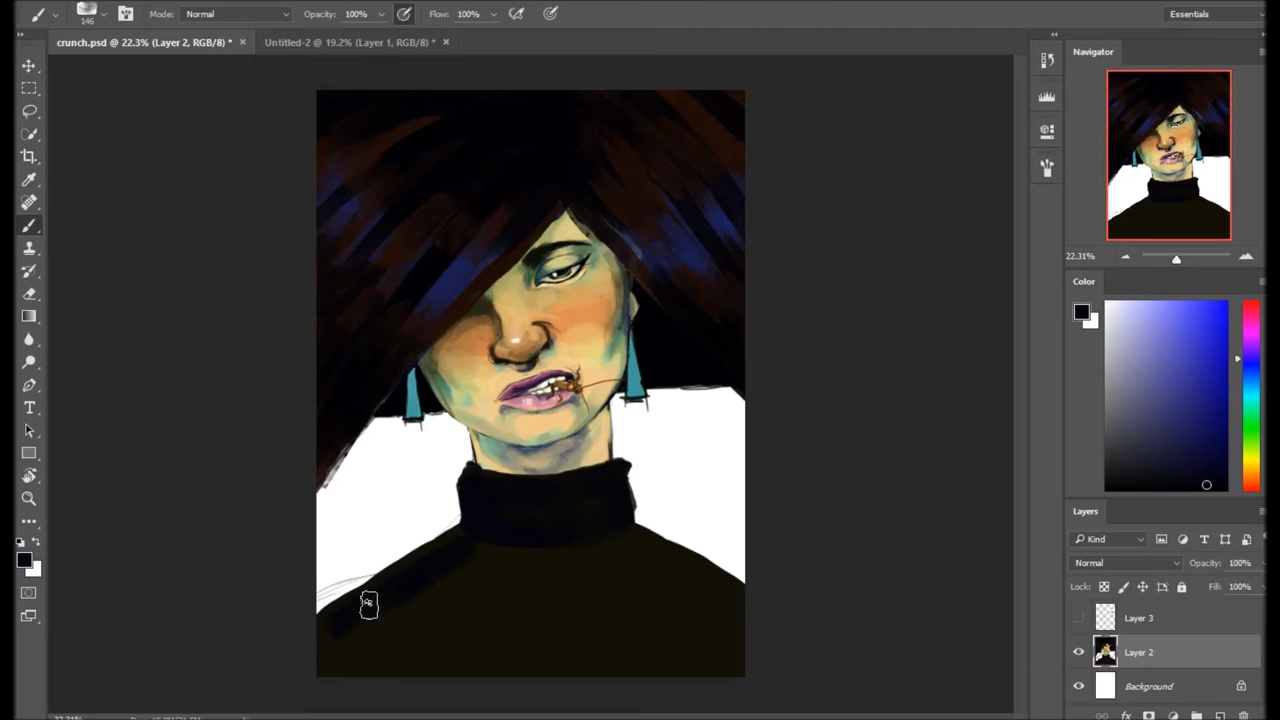 146
Mode: Normal Opacity: 100% Flow: 100% Essentials
crunch.psd @ 22.3% (Layer 2, RGB/8) * × Untitled-2 @ 19.2% (Layer 1, RGB/8) * ×
Navigator
22.31%
Color
Layers
Kind
Normal Opacity: 100%
Lock: Fill: 100%
Layer 3
Layer 2
Background